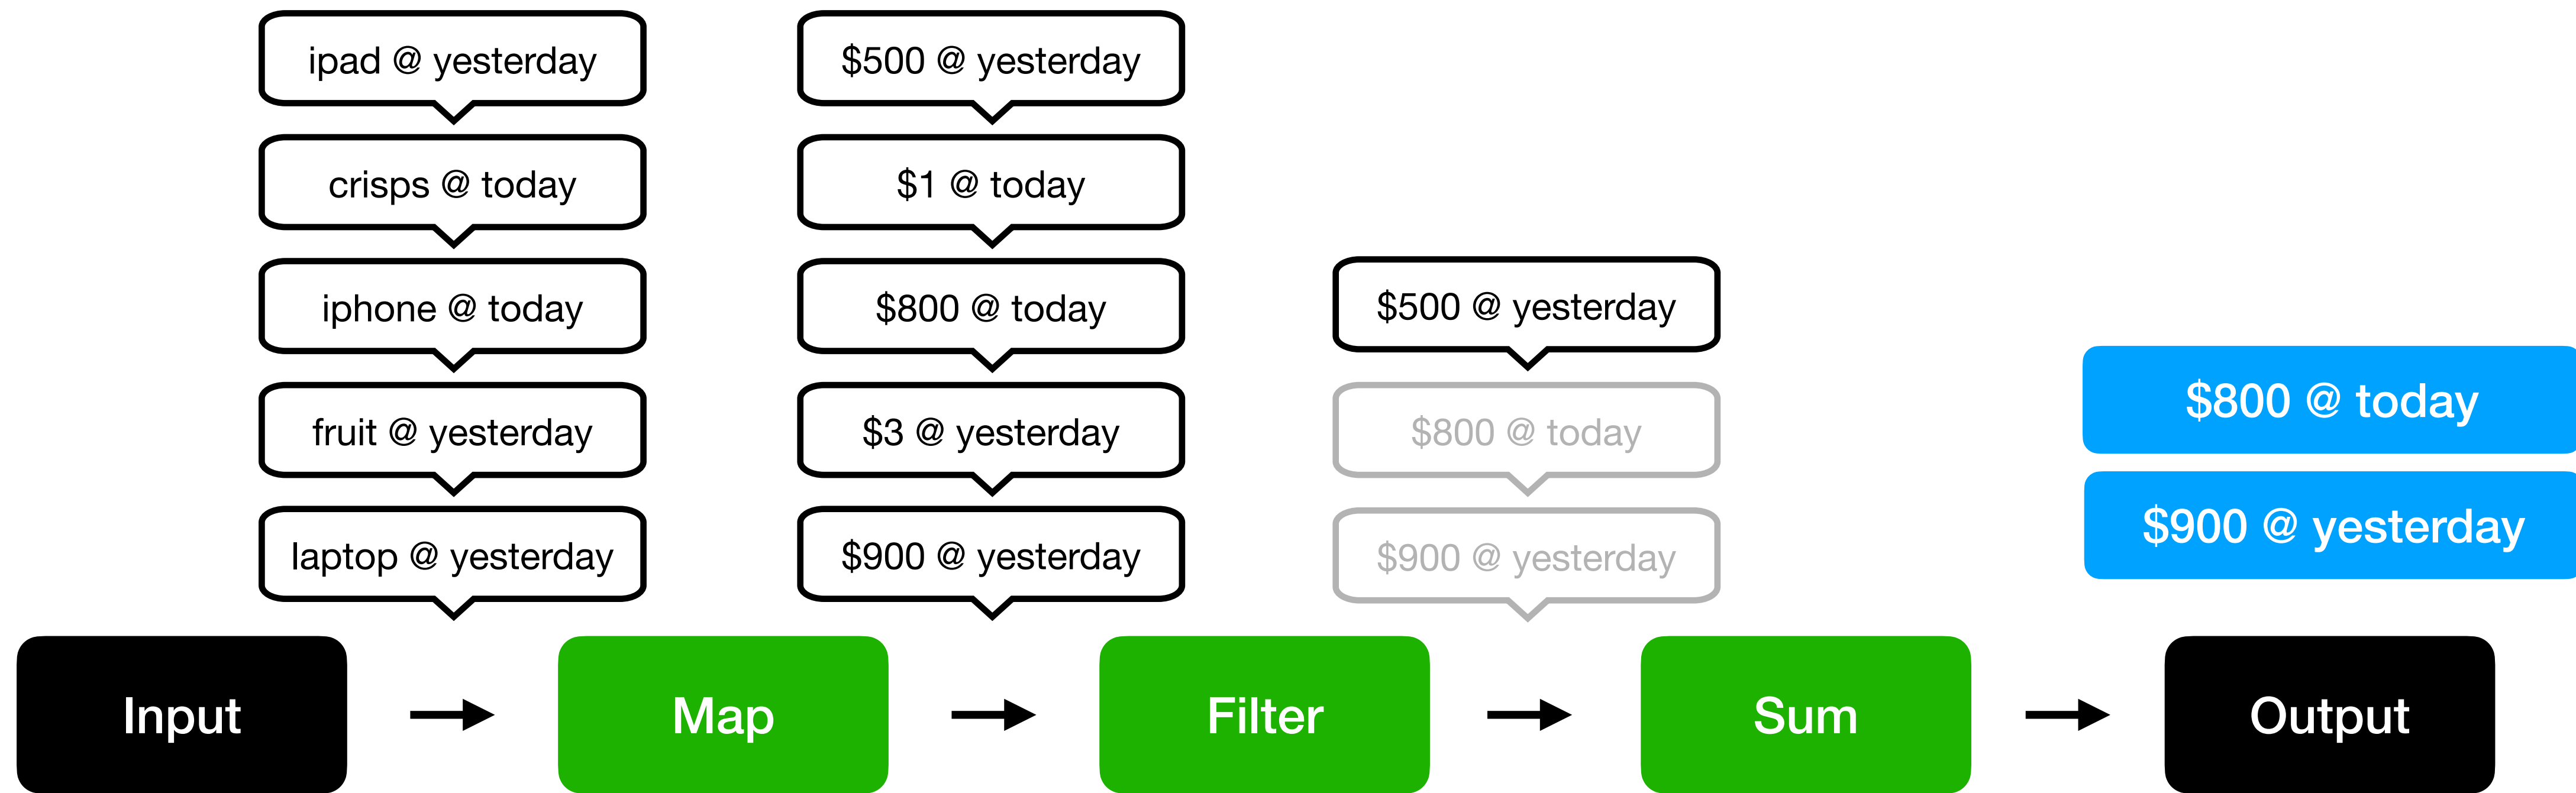 ipad @ yesterday
crisps @ today
iphone @ today
fruit @ yesterday
laptop @ yesterday
$500 @ yesterday
$1 @ today
$800 @ today
$3 @ yesterday
$900 @ yesterday
$500 @ yesterday
$800 @ today
$900 @ yesterday
$800 @ today
$900 @ yesterday
Input
Map
Filter
Sum
Output